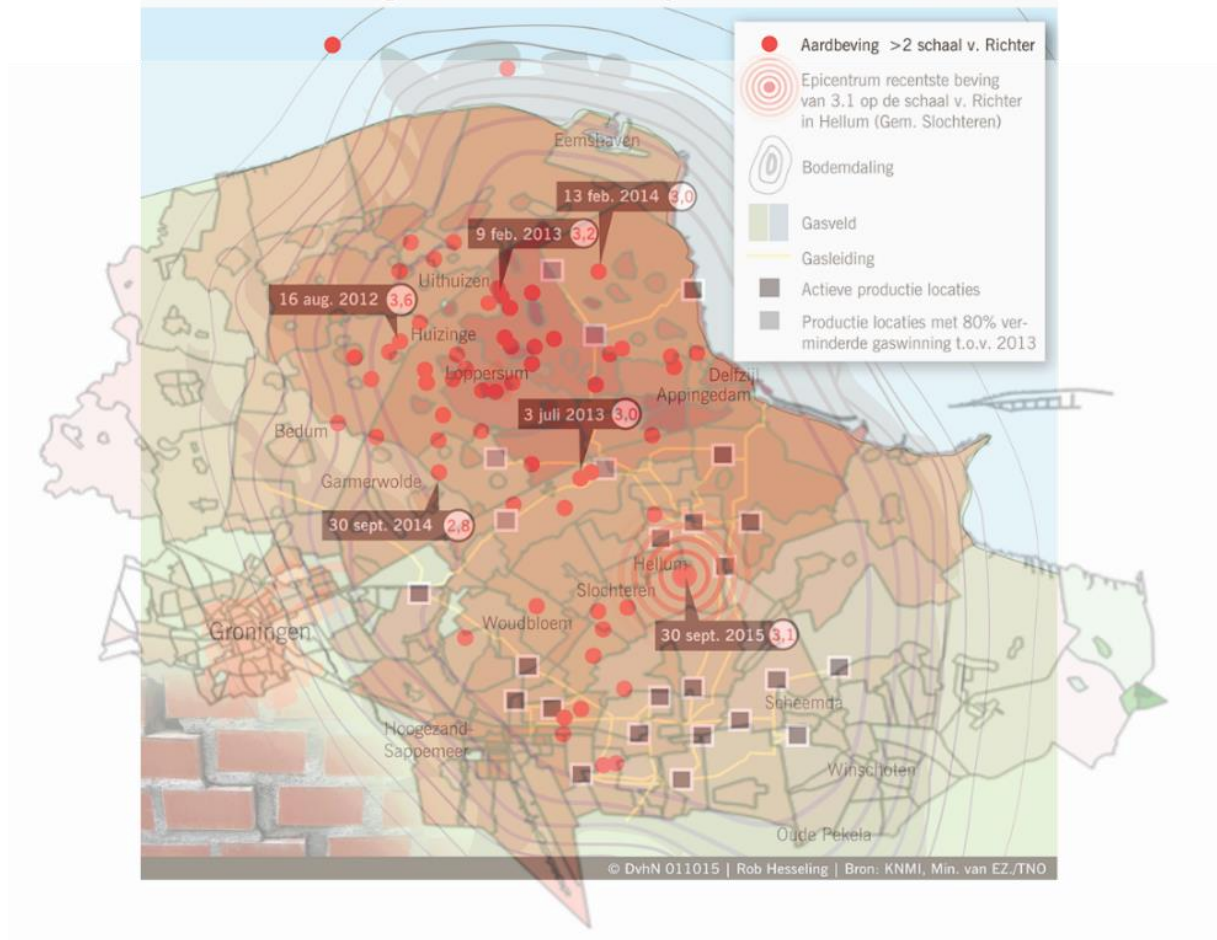 Aardbeving >2 schaal v. Richter
Epicentrum recentste beving
van 3.1 op de schaal v. Richter
in Hellum (Gem. Slochteren)
Bodemdaling
Gasveld
Gasleiding
Actieve productie locaties
Productie locaties met 80% ver-
minderde gaswinning t.o.v. 2013
Eemshaven
13 feb. 2014 3,0
9 feb. 2013 3,2
Uithuizen
16 aug. 2012 3,6
Huizinge
Loppersum
Delfzijl
Appingedam
3 juli 2013 3,0
Bedum
Garmerwolde
30 sept. 2014 2,8
Hellum
Slochteren
Woudbloem
Groningen
30 sept. 2015 3,1
Scheemda
Hoogezand-
Sappemeer
Winschoten
Oude Pekela
© DvhN 011015 | Rob Hesseling | Bron: KNMI, Min. van EZ./TNO